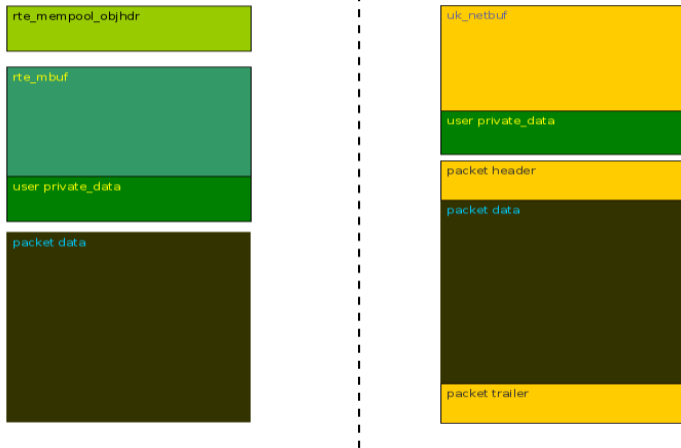 rte_mempool_objhdr
rte_mbuf
user private_data
packet data
uk_netbuf
user private_data
packet header
packet data
packet trailer